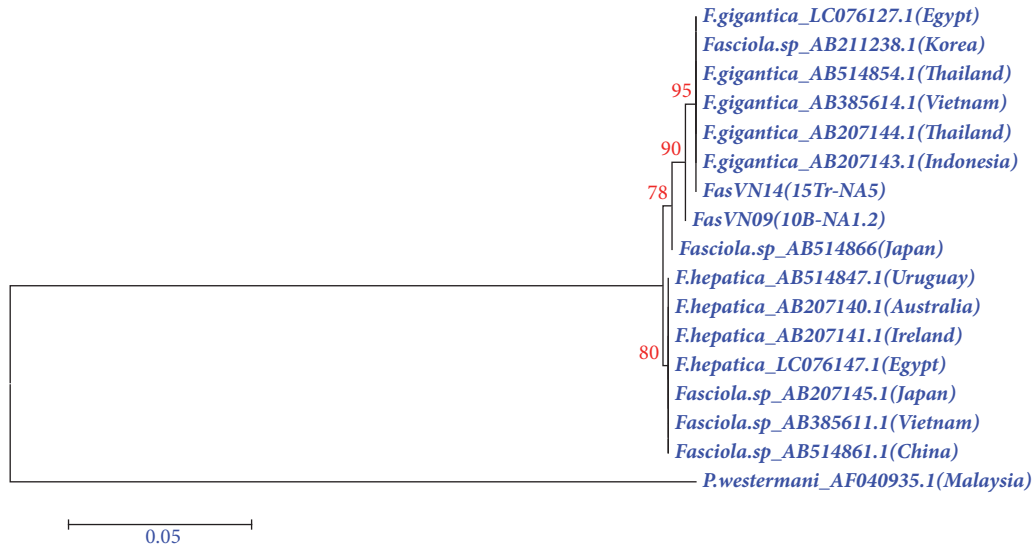 F.gigantica_LC076127.1(Egypt)
Fasciola.sp_AB211238.1(Korea)
F.gigantica_AB514854.1(Thailand)
95
F.gigantica_AB385614.1(Vietnam)
F.gigantica_AB207144.1(Thailand)
90
F.gigantica_AB207143.1(Indonesia)
78
FasVN14(15Tr-NA5)
FasVN09(10B-NA1.2)
Fasciola.sp_AB514866(Japan)
F.hepatica_AB514847.1(Uruguay)
F.hepatica_AB207140.1(Australia)
F.hepatica_AB207141.1(Ireland)
80
F.hepatica_LC076147.1(Egypt)
Fasciola.sp_AB207145.1(Japan)
Fasciola.sp_AB385611.1(Vietnam)
Fasciola.sp_AB514861.1(China)
P.westermani_AF040935.1(Malaysia)
0.05